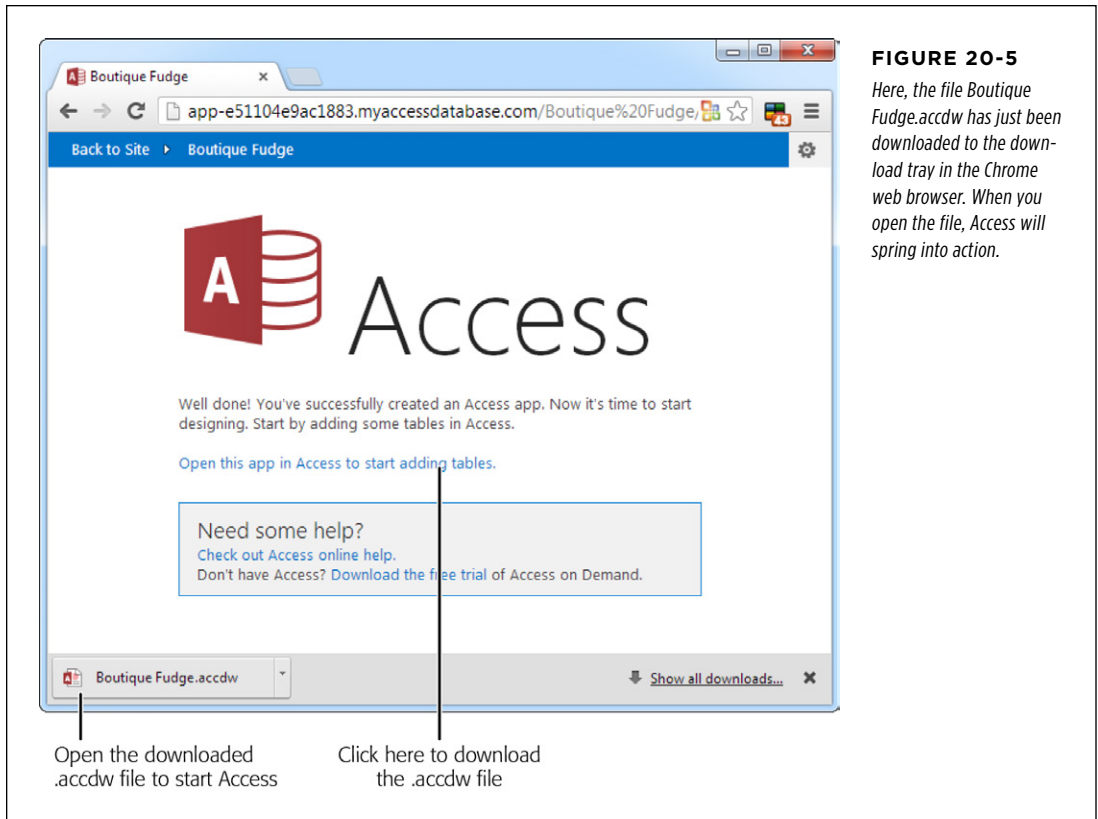 Boutique Fudge
app-e51104e9ac1883.myaccessdatabase.com/Boutique%20Fudge/
Back to Site ▸ Boutique Fudge
A
Access
Well done! You've successfully created an Access app. Now it's time to start
designing. Start by adding some tables in Access.
Open this app in Access to start adding tables.
Need some help?
Check out Access online help.
Don't have Access? Download the free trial of Access on Demand.
Boutique Fudge.accdw
Show all downloads...
Open the downloaded
.accdw file to start Access
Click here to download
the .accdw file
FIGURE 20-5
Here, the file Boutique
Fudge.accdw has just been
downloaded to the down-
load tray in the Chrome
web browser. When you
open the file, Access will
spring into action.